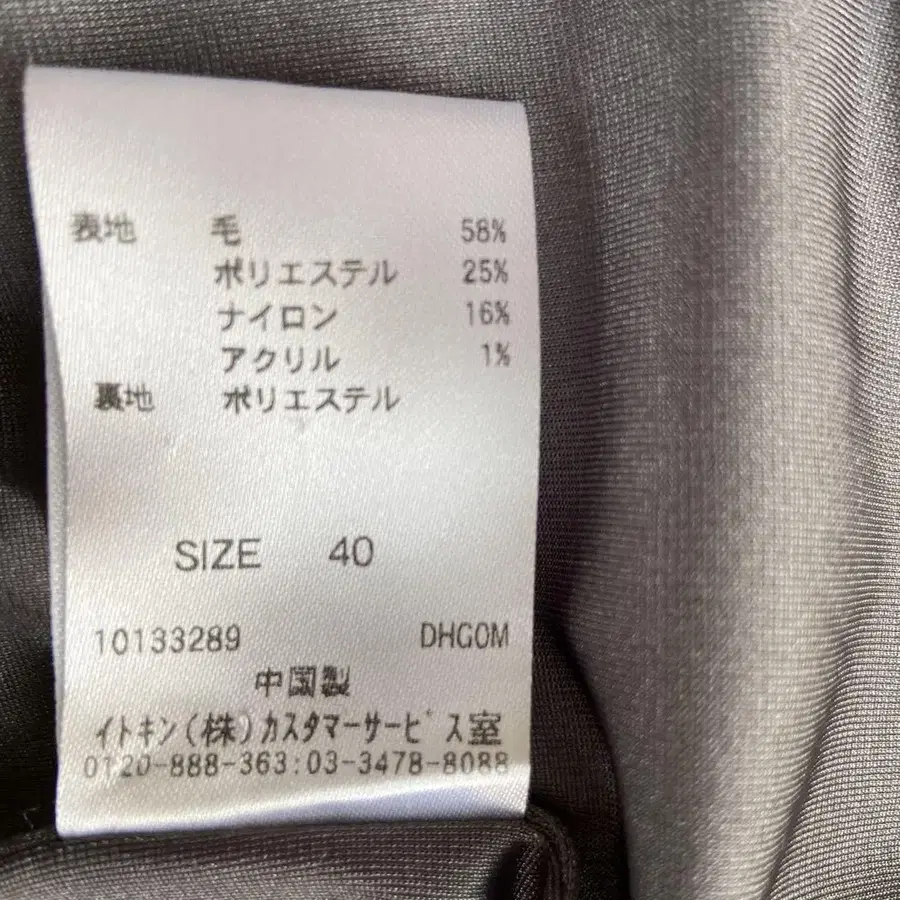 表地 毛 58%
ポリエステル 25%
ナイロン 16%
アクリル 1%
裏地 ポリエステル
SIZE 40
10133289 DHGOM
中国製
イトキン(株)カスタマーサービス室
0120-888-363:03-3478-8088